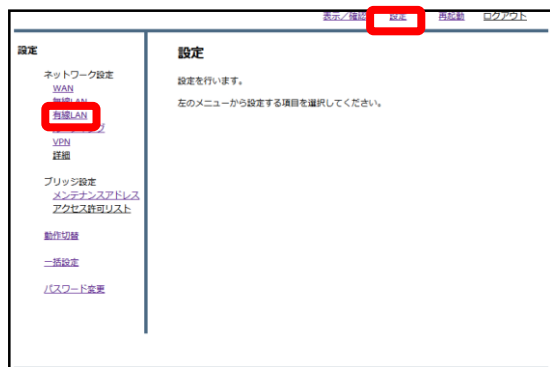 表示／確認 設定 再起動 ログアウト
設定
ネットワーク設定
WAN
無線LAN
有線LAN
VPN
詳細
ブリッジ設定
メンテナンスアドレス
アクセス許可リスト
動作切替
一括設定
パスワード変更
設定
設定を行います。
左のメニューから設定する項目を選択してください。